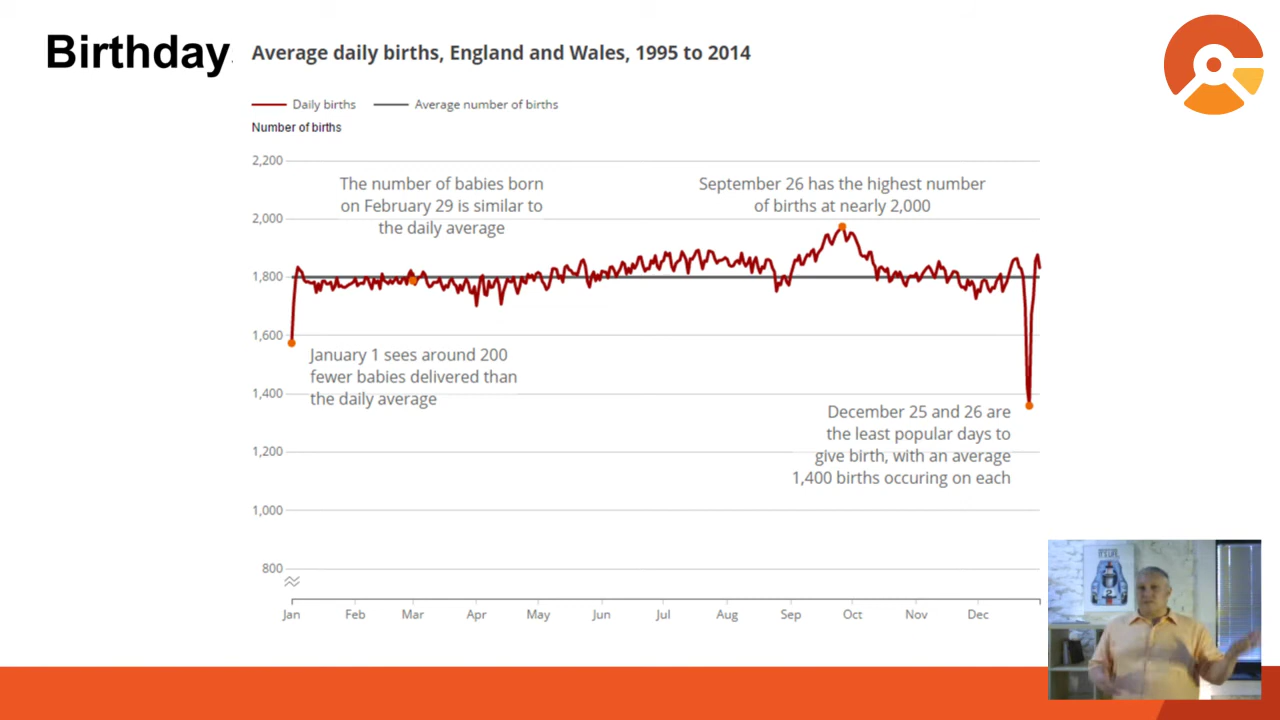 Birthday
Average daily births, England and Wales, 1995 to 2014
Daily births
Average number of births
Number of births
2,200
The number of babies born
on February 29 is similar to
the daily average
September 26 has the highest number
of births at nearly 2,000
2,000
1,800
1,600
January 1 sees around 200
fewer babies delivered than
the daily average
1,400
December 25 and 26 are
the least popular days to
give birth, with an average
1,400 births occuring on each
1,200
1,000
800
Jan Feb Mar Apr May Jun Jul Aug Sep Oct Nov Dec